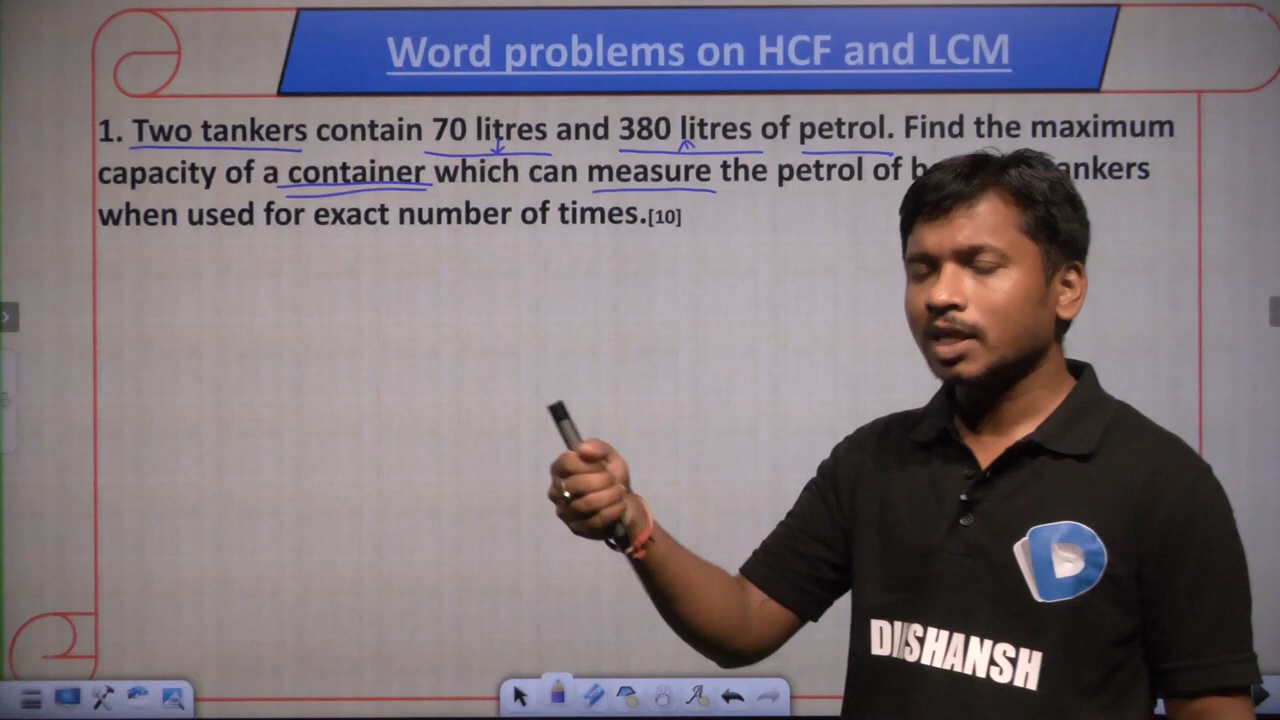 Word problems on HCF and LCM
1. Two tankers contain 70 litres and 380 litres of petrol. Find the maximum
capacity of a container which can measure the petrol of
when used for exact number of times.[10]
D